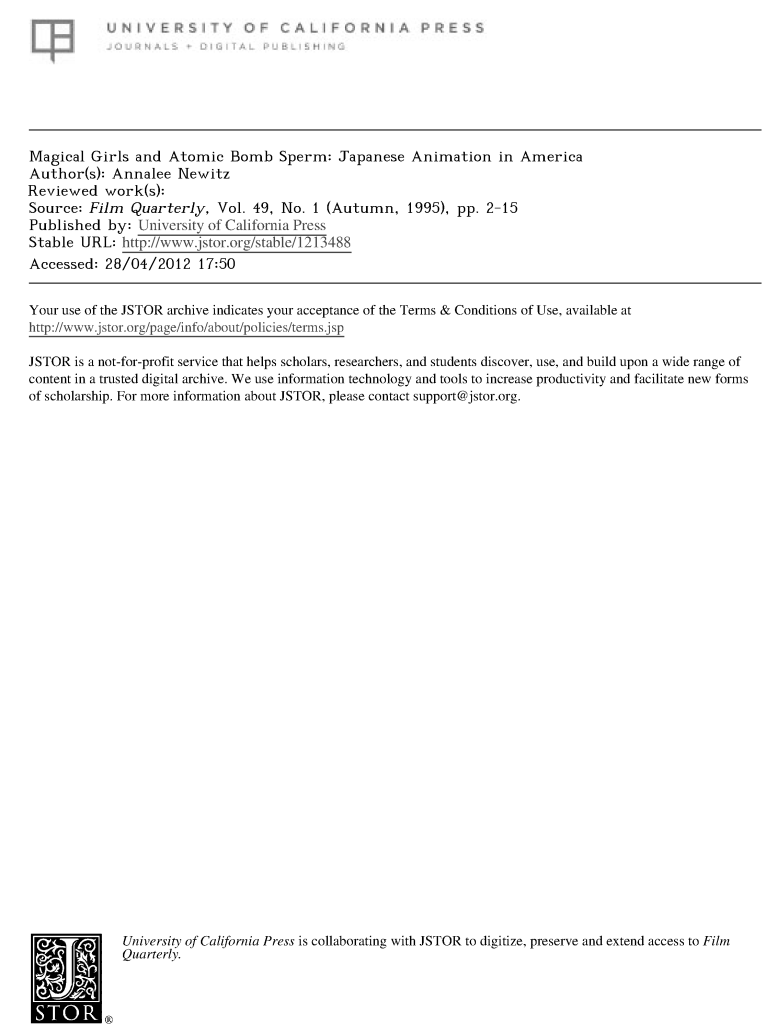 UNIVERSITY OF CALIFORNIA PRESS
JOURNALS + DIGITAL PUBLISHING
Magical Girls and Atomic Bomb Sperm: Japanese Animation in America
Author(s): Annalee Newitz
Reviewed work(s):
Source: Film Quarterly, Vol. 49, No. 1 (Autumn, 1995), pp. 2-15
Published by: University of California Press
Stable URL: http://www.jstor.org/stable/1213488
Accessed: 28/04/2012 17:50
Your use of the JSTOR archive indicates your acceptance of the Terms & Conditions of Use, available at
http://www.jstor.org/page/info/about/policies/terms.jsp
JSTOR is a not-for-profit service that helps scholars, researchers, and students discover, use, and build upon a wide range of
content in a trusted digital archive. We use information technology and tools to increase productivity and facilitate new forms
of scholarship. For more information about JSTOR, please contact support@jstor.org.
University of California Press is collaborating with JSTOR to digitize, preserve and extend access to Film
Quarterly.
J
STOR®